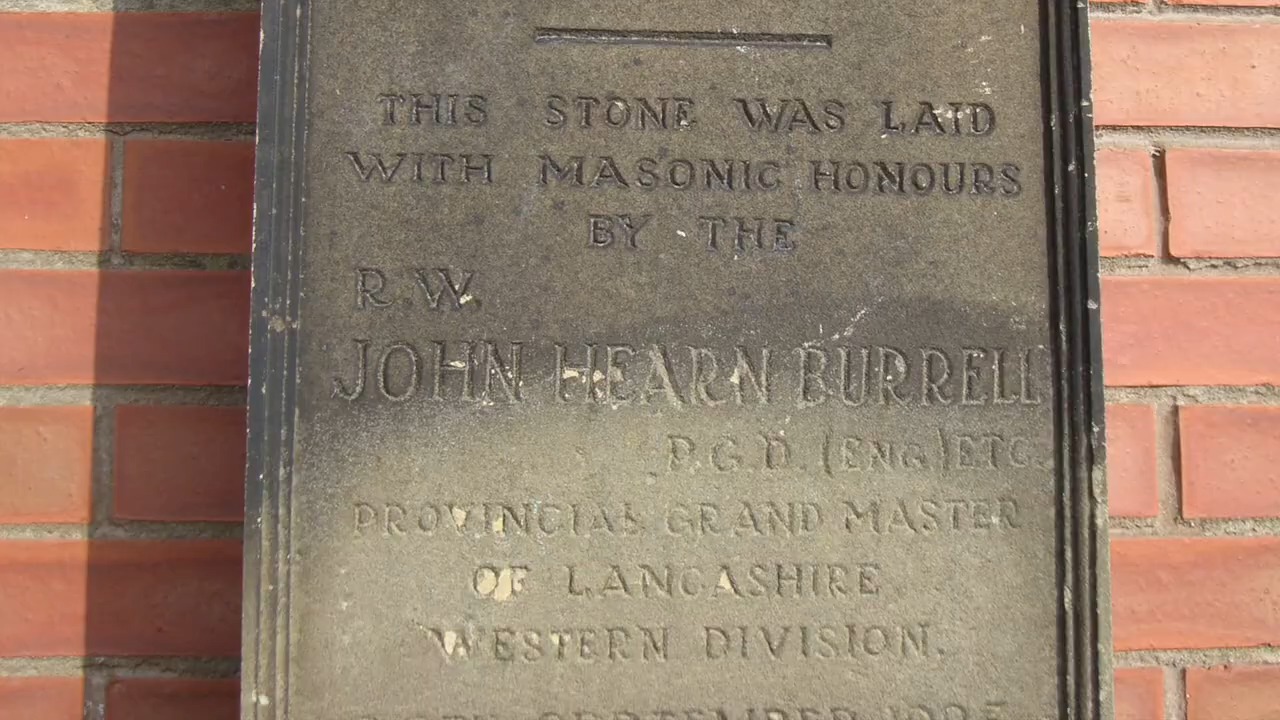 THIS STONE WAS LAID
WITH MASONIC HONOURS
BY THE
R.W.
JOHN HEARN BURRELL
P.G.D. (ENG.) ETC.
PROVINCIAL GRAND MASTER
OF LANCASHIRE
WESTERN DIVISION.
SEPTEMBER